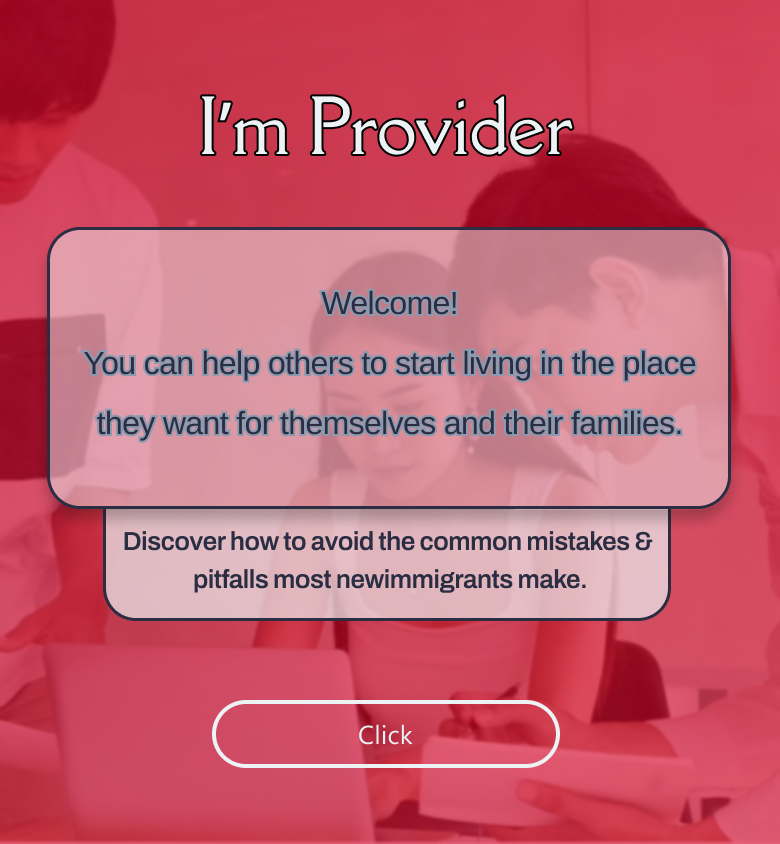 I'm Provider
Welcome!
You can help others to start living in the place
they want for themselves and their families.
Discover how to avoid the common mistakes &
pitfalls most newimmigrants make.
Click